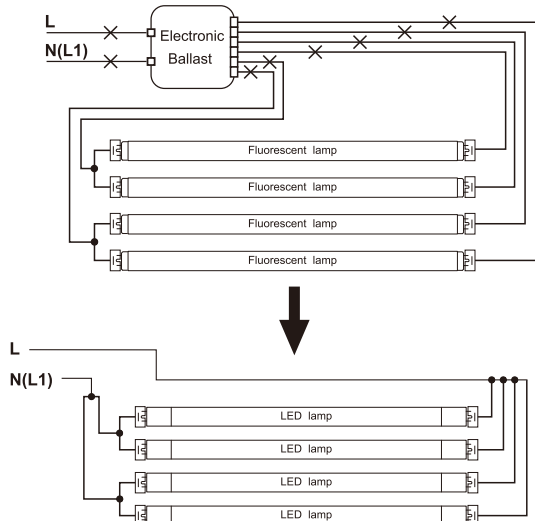 L
N(L1)
Electronic
Ballast
Fluorescent lamp
Fluorescent lamp
Fluorescent lamp
Fluorescent lamp
L
N(L1)
LED lamp
LED lamp
LED lamp
LED lamp